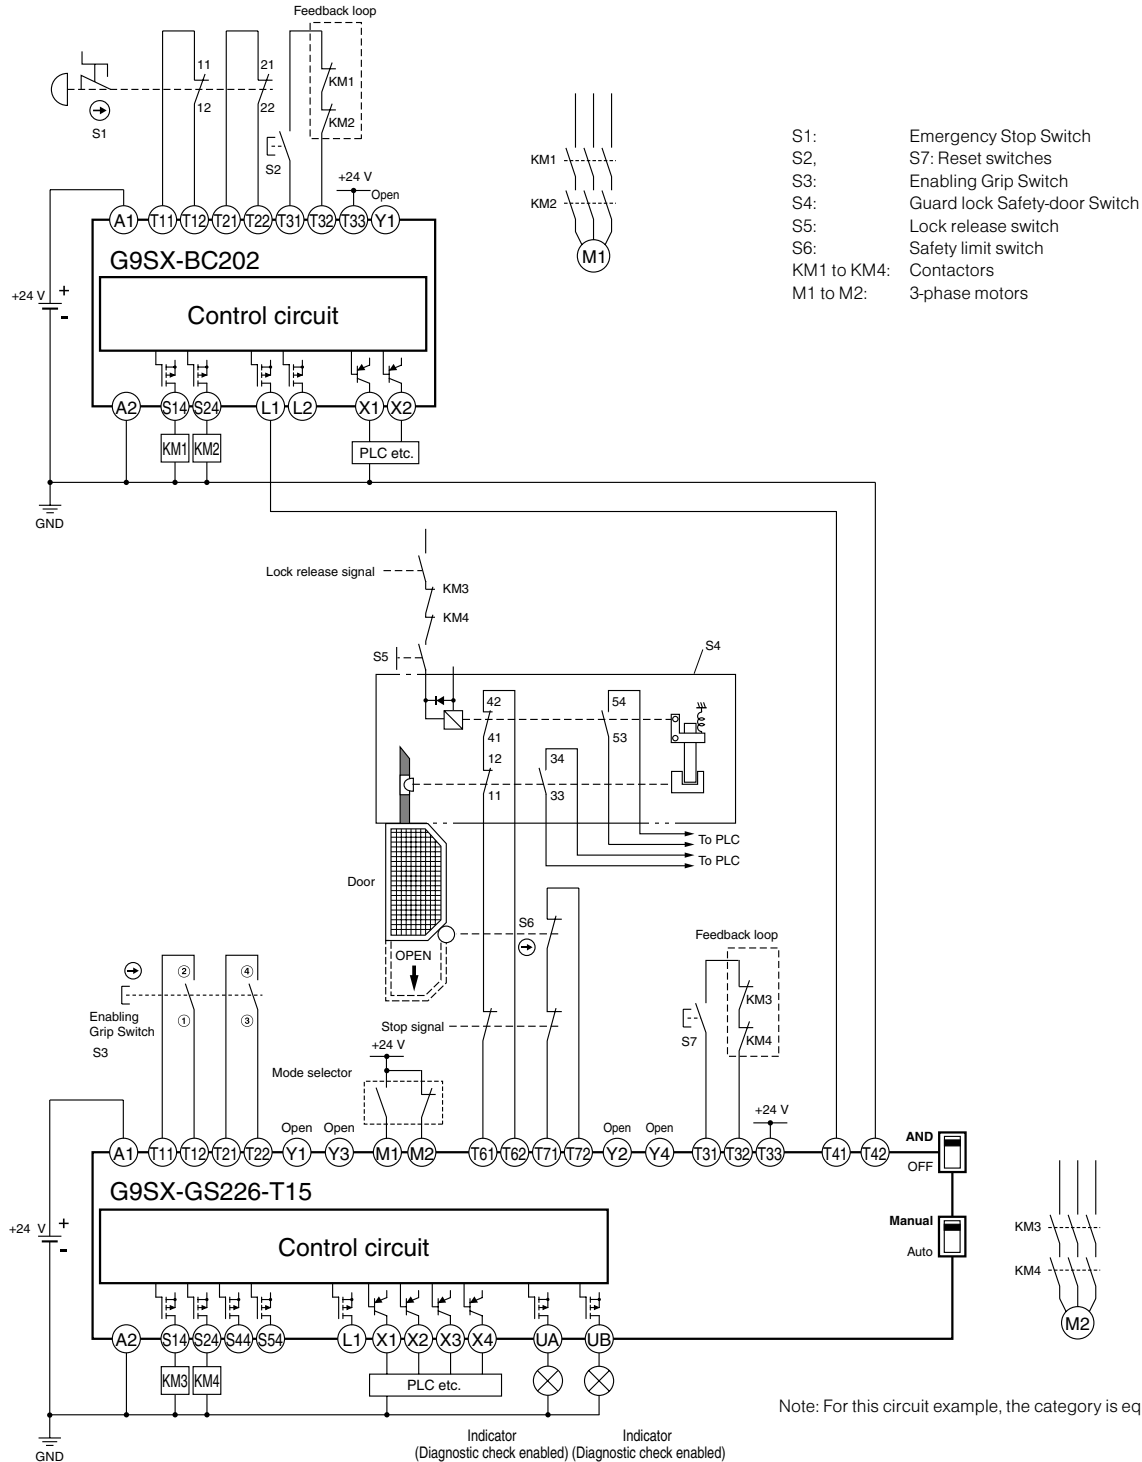 Feedback loop
11
21
KM1
12
22
KM2
S1
S2
+24 V
Open
A1 T11 T12 T21 T22 T31 T32 T33 Y1
G9SX-BC202
Control circuit
+24 V
+
-
A2 S14 S24 L1 L2 X1 X2
KM1 KM2 PLC etc.
GND
KM1
KM2
M1
S1: Emergency Stop Switch
S2, S7: Reset switches
S3: Enabling Grip Switch
S4: Guard lock Safety-door Switch
S5: Lock release switch
S6: Safety limit switch
KM1 to KM4: Contactors
M1 to M2: 3-phase motors
Lock release signal
KM3
KM4
S5
S4
42
54
41
53
12
34
11
33
To PLC
To PLC
Door
OPEN
S6
Feedback loop
KM3
KM4
S7
+24 V
② ④
① ③
Enabling
Grip Switch
S3
Stop signal
+24 V
Mode selector
Open Open
Open Open
A1 T11 T12 T21 T22 Y1 Y3 M1 M2 T61 T62 T71 T72 Y2 Y4 T31 T32 T33 T41 T42
AND
OFF
Manual
Auto
G9SX-GS226-T15
Control circuit
+24 V
+
-
A2 S14 S24 S44 S54 L1 X1 X2 X3 X4 UA UB
KM3 KM4 PLC etc.
GND
Indicator
(Diagnostic check enabled)
Indicator
(Diagnostic check enabled)
KM3
KM4
M2
Note: For this circuit example, the category is eq